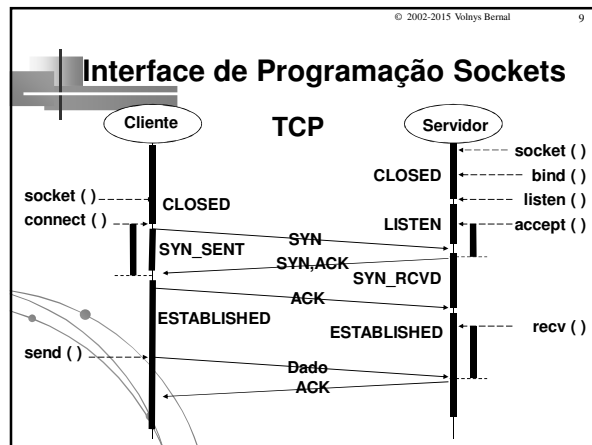 © 2002-2015 Volnys Bernal 9
Interface de Programação Sockets
Cliente
TCP
Servidor
socket ( )
CLOSED
bind ( )
socket ( )
CLOSED
listen ( )
connect ( )
LISTEN
accept ( )
SYN
SYN_SENT
SYN,ACK
SYN_RCVD
ACK
ESTABLISHED
ESTABLISHED
recv ( )
send ( )
Dado
ACK